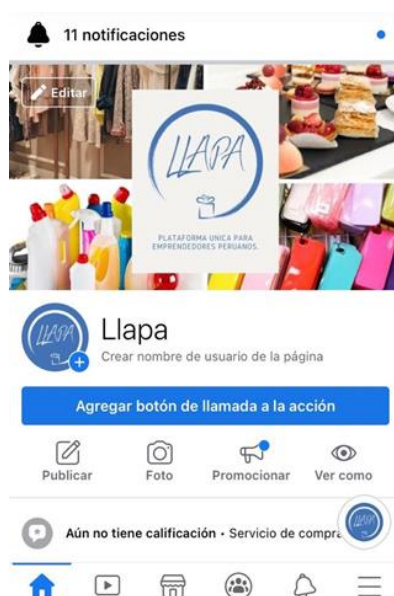 11 notificaciones
Editar
LLAPA
PLATAFORMA UNICA PARA
EMPRENDEDORES PERUANOS.
LLAPA
Llapa
Crear nombre de usuario de la página
Agregar botón de llamada a la acción
Publicar
Foto
Promocionar
Ver como
Aún no tiene calificación · Servicio de compra
LLAPA